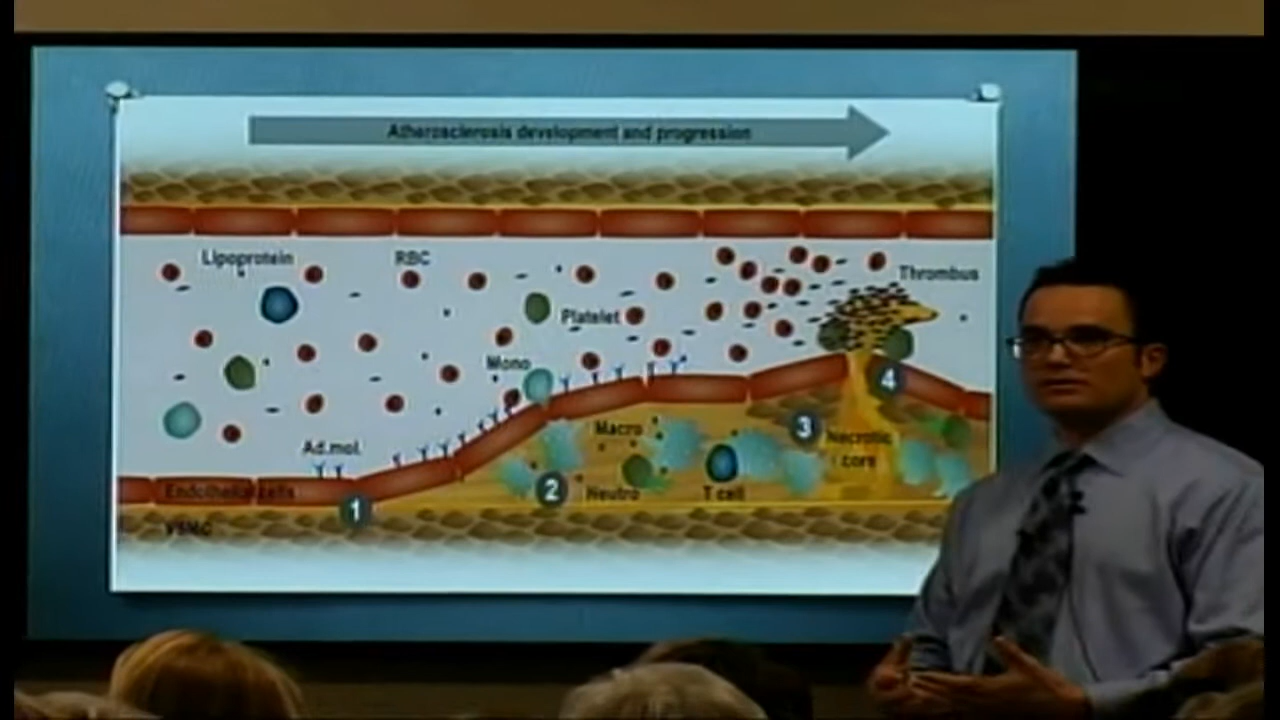 Atherosclerosis development and progression
Lipoprotein
RBC
Thrombus
Platelet
Mono
Ad.mol.
Macro
3
4
Necrotic
core
Endothelial cells
1
2
Neutro
T cell
VSMC